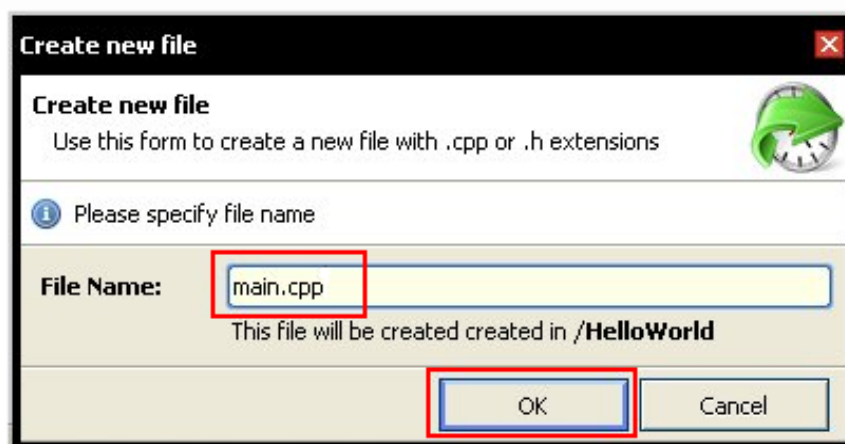 Create new file
Create new file
Use this form to create a new file with .cpp or .h extensions
Please specify file name
File Name: main.cpp
This file will be created created in /HelloWorld
OK Cancel